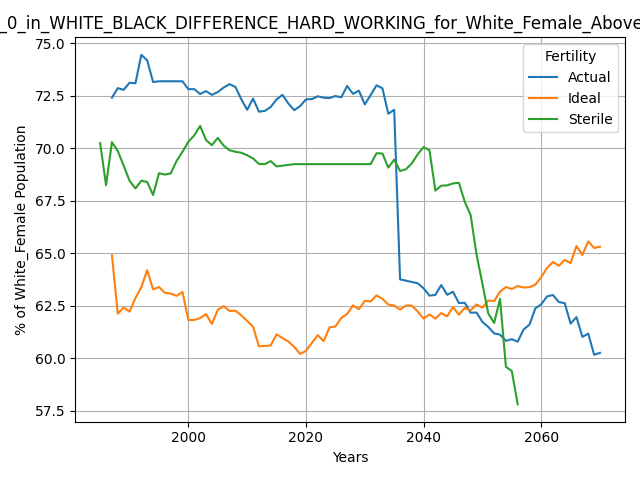 _0_in_WHITE_BLACK_DIFFERENCE_HARD_WORKING_for_White_Female_Above
Fertility
Actual
Ideal
Sterile
75.0
72.5
70.0
67.5
65.0
62.5
60.0
57.5
% of White_Female Population
2000
2020
2040
2060
Years